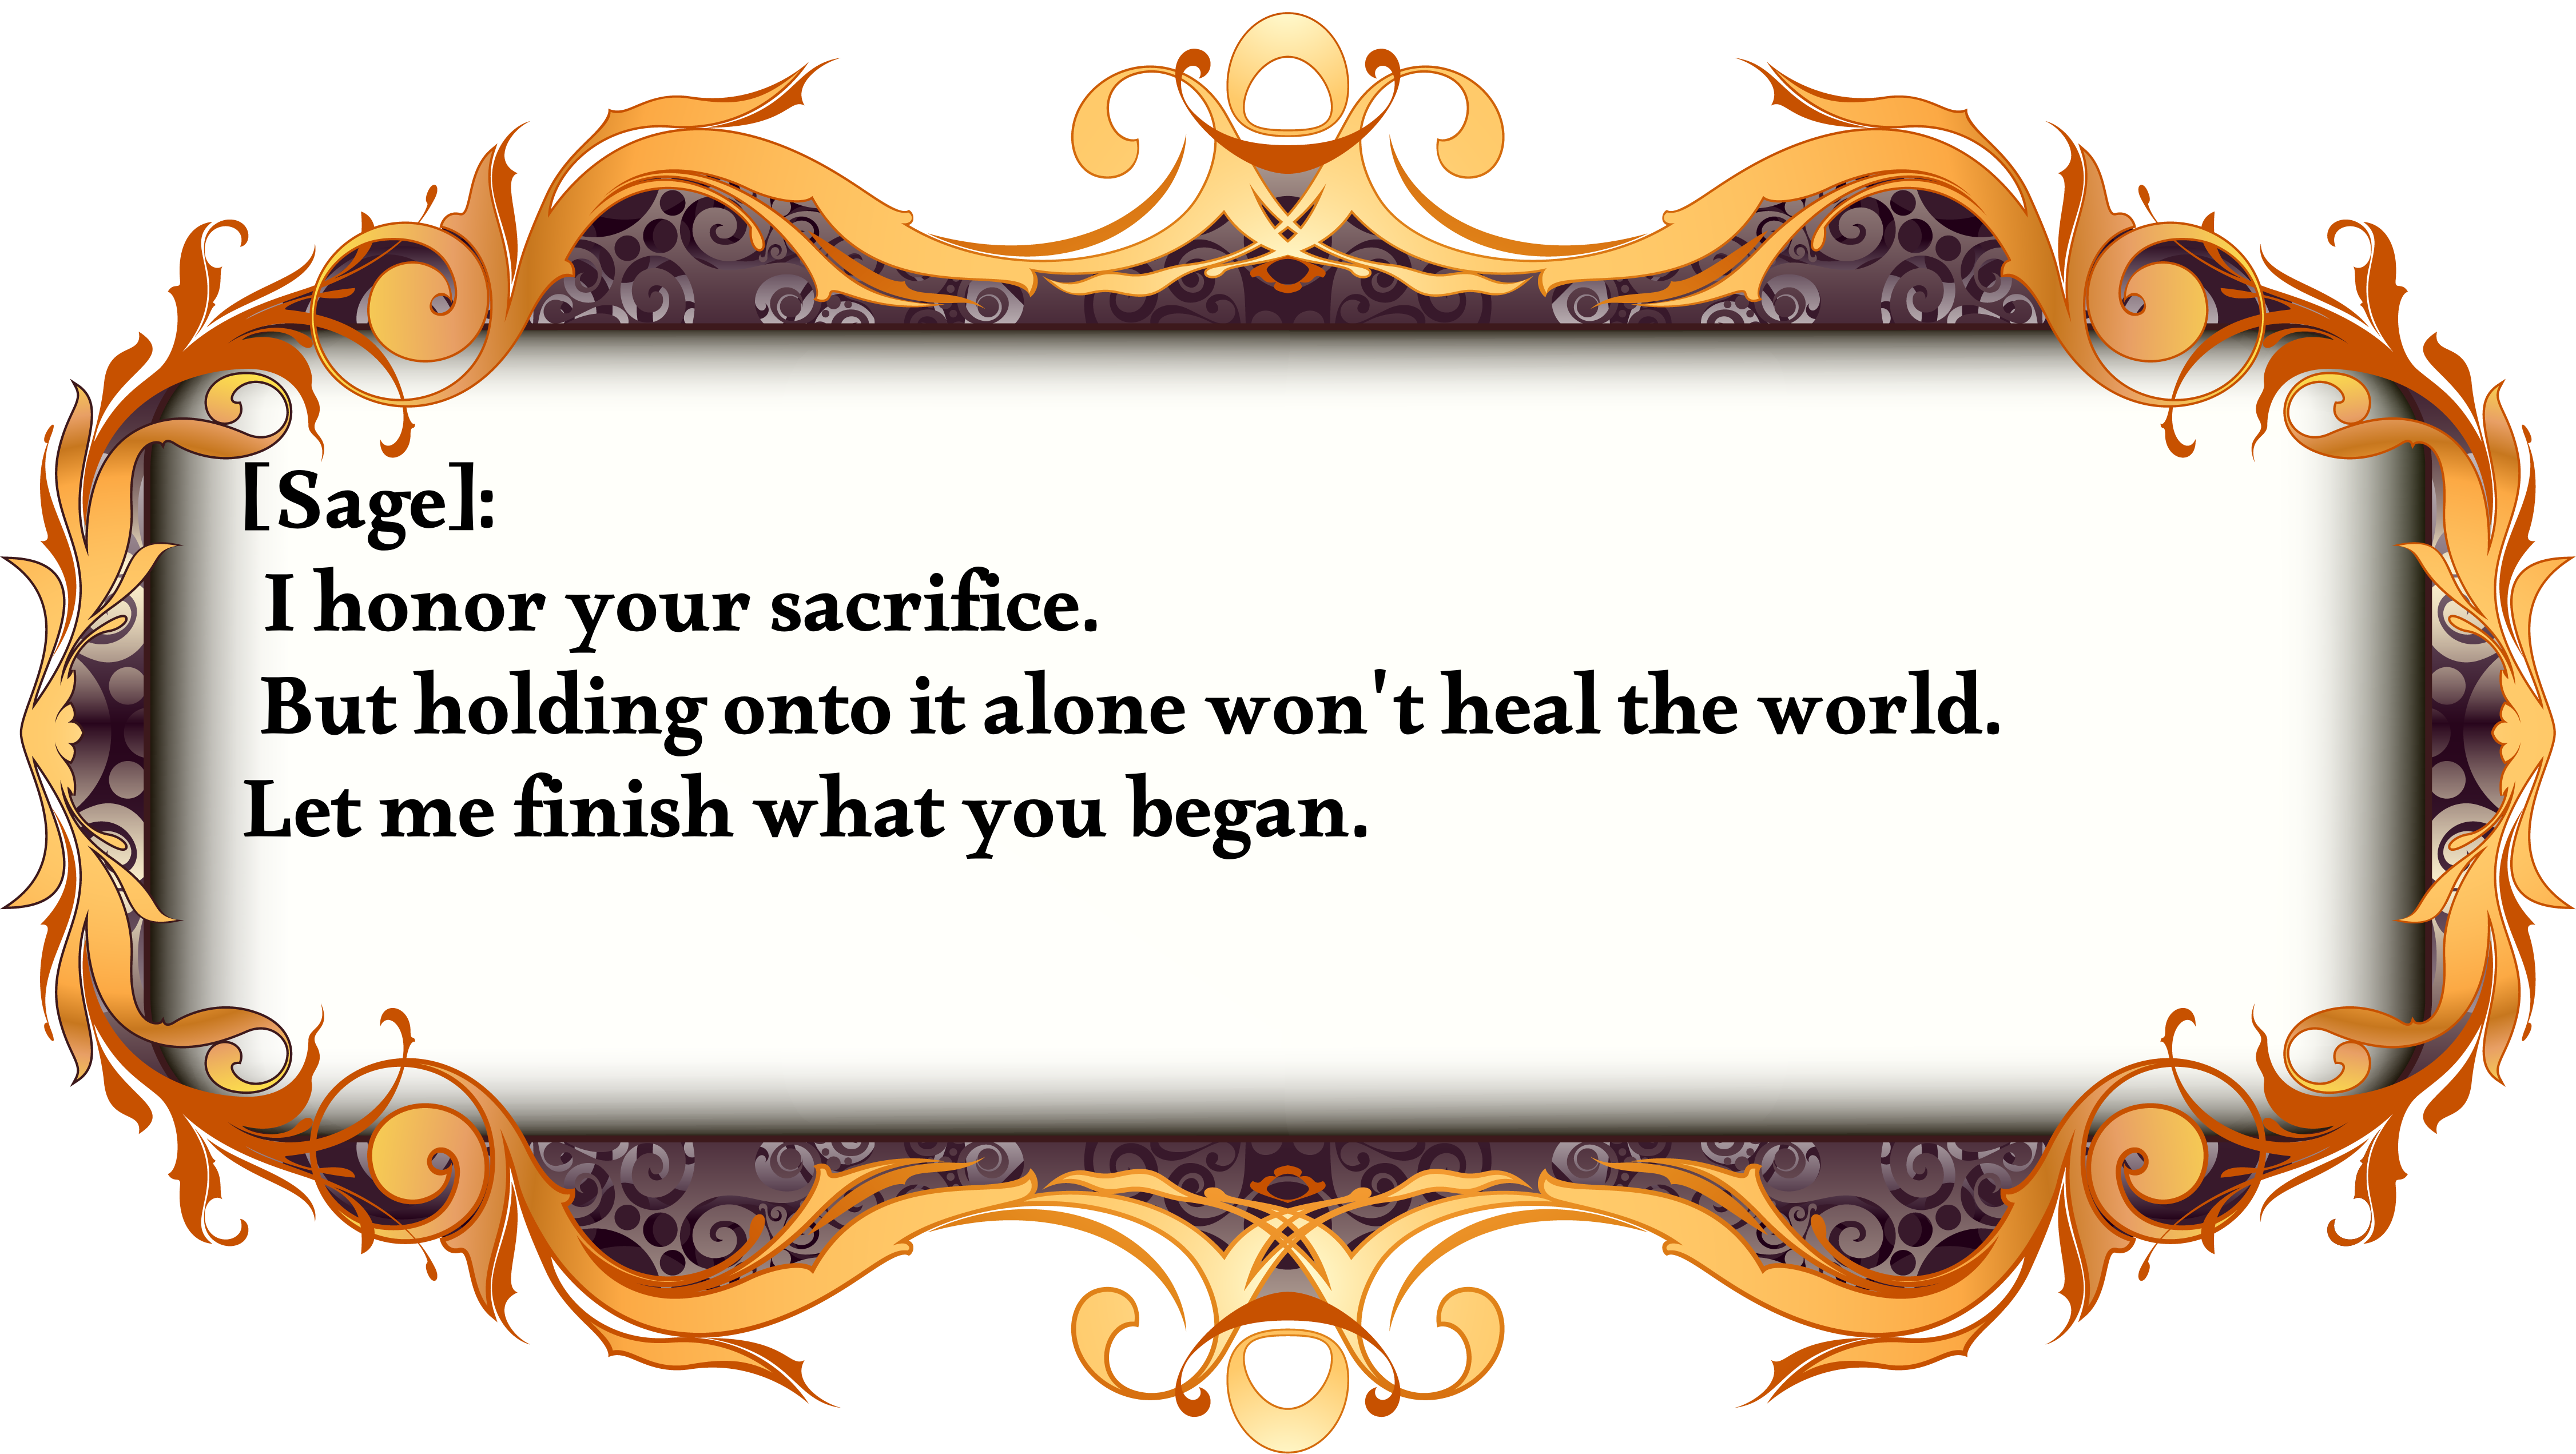 [Sage]:
I honor your sacrifice.
But holding onto it alone won't heal the world.
Let me finish what you began.